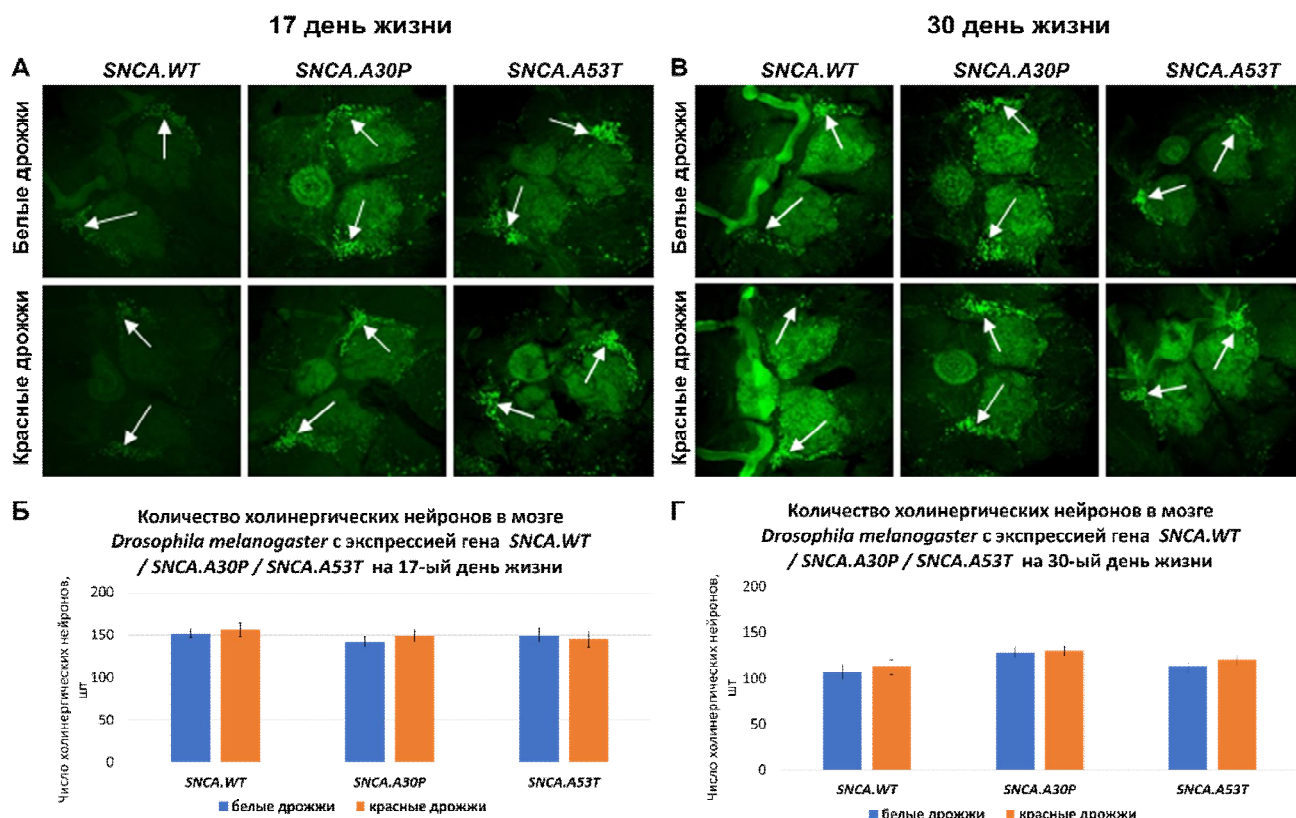 17 день жизни
30 день жизни
А
SNCA.WT
SNCA.A30P
SNCA.A53T
В
SNCA.WT
SNCA.A30P
SNCA.A53T
Белые дрожжи
Белые дрожжи
Красные дрожжи
Красные дрожжи
Б
Количество холинергических нейронов в мозге
Drosophila melanogaster с экспрессией гена SNCA.WT
/ SNCA.A30P / SNCA.A53T на 17-ый день жизни
Число холинергических нейронов,
шт
200
150
100
50
0
SNCA.WT
SNCA.A30P
SNCA.A53T
белые дрожжи
красные дрожжи
Г
Количество холинергических нейронов в мозге
Drosophila melanogaster с экспрессией гена SNCA.WT
/ SNCA.A30P / SNCA.A53T на 30-ый день жизни
Число холинергических нейронов,
шт
200
150
100
50
0
SNCA.WT
SNCA.A30P
SNCA.A53T
белые дрожжи
красные дрожжи